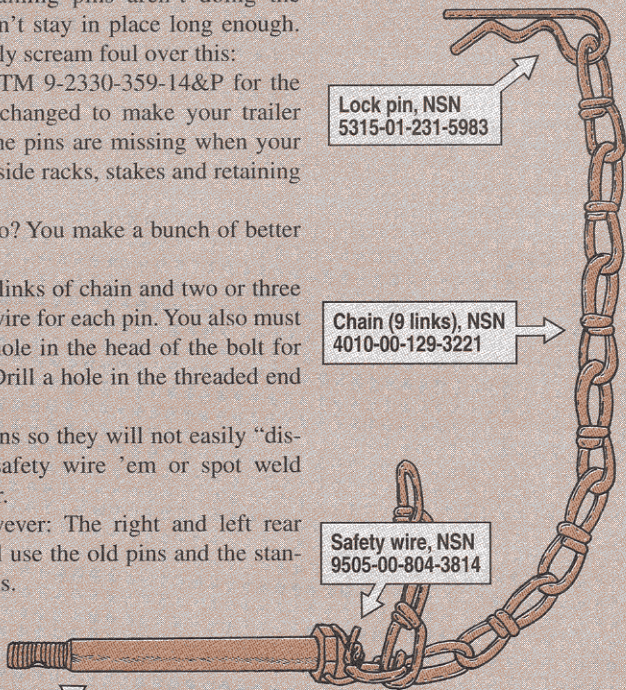 aren't doing the
n't stay in place long enough.
ly scream foul over this:
TM 9-2330-359-14&P for the
changed to make your trailer
e pins are missing when your
side racks, stakes and retaining
o? You make a bunch of better
links of chain and two or three
wire for each pin. You also must
ole in the head of the bolt for
Drill a hole in the threaded end
ns so they will not easily “dis-
safety wire ’em or spot weld
r.
vever: The right and left rear
l use the old pins and the stan-
s.
Lock pin, NSN
5315-01-231-5983
Chain (9 links), NSN
4010-00-129-3221
Safety wire, NSN
9505-00-804-3814